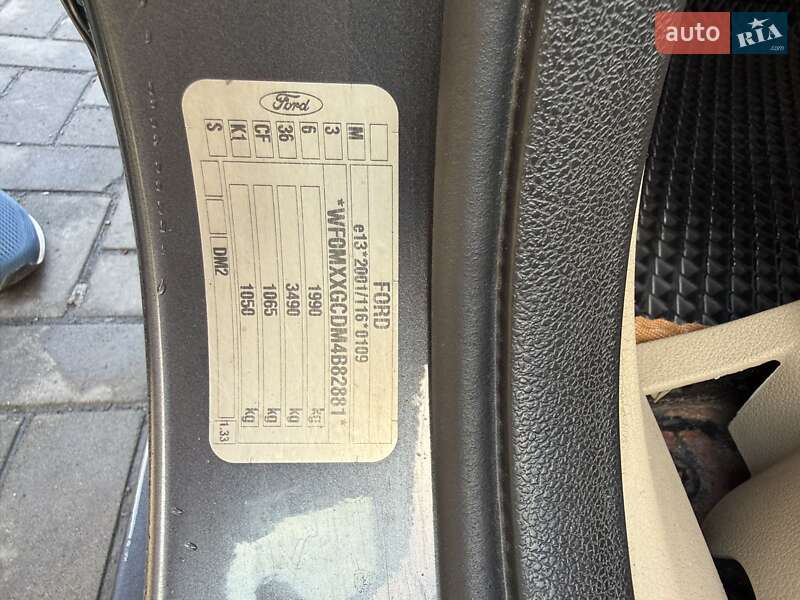 auto RIA
.com
Ford
FORD
e13*2001/116*0109
*WF0MXXGCDM4B82881*
1990 kg
3490 kg
1065 kg
1050 kg
M
3
6
36
CF
K1
S
DM2
1.33